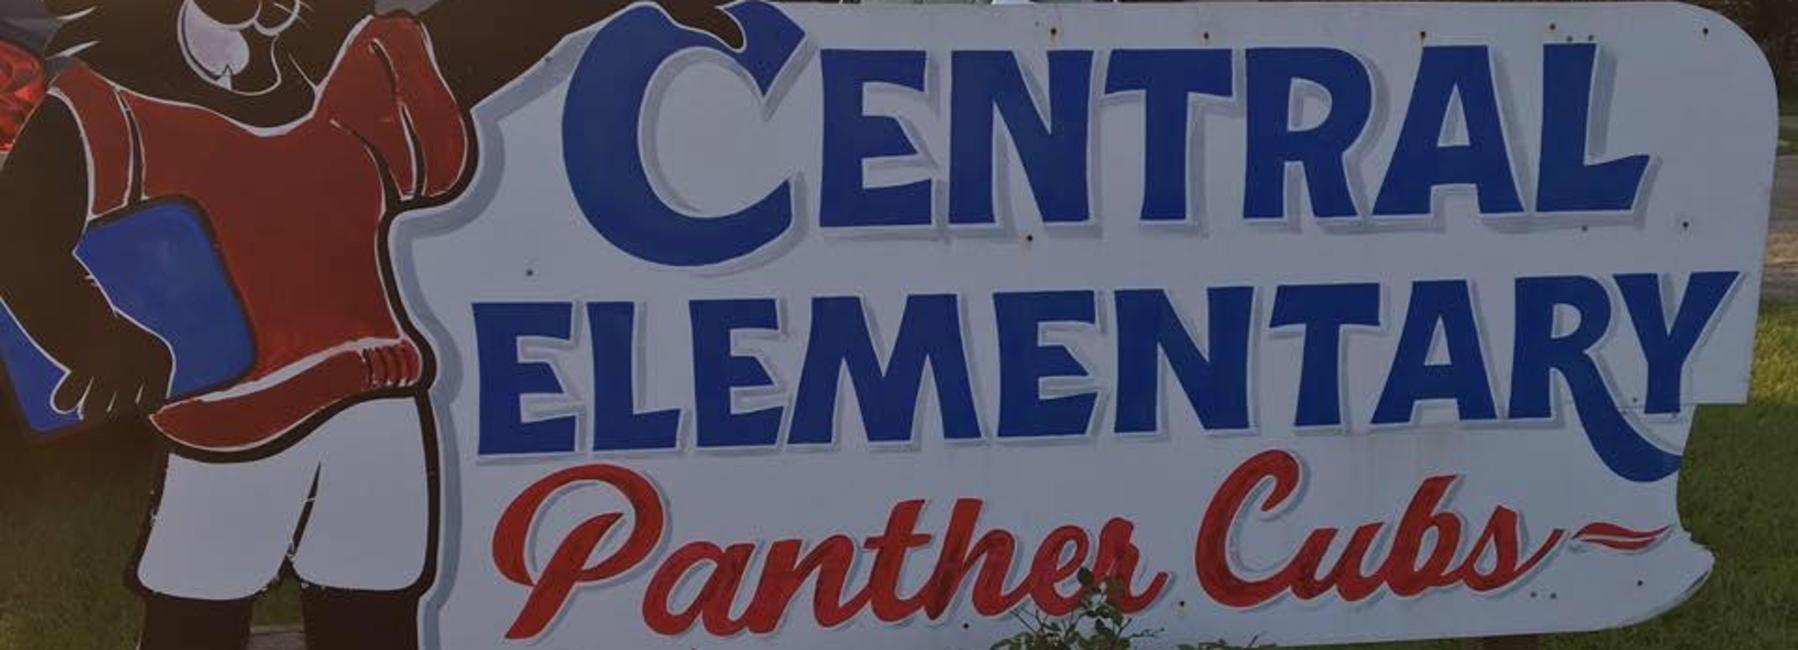 CENTRAL
ELEMENTARY
Panther Cubs~